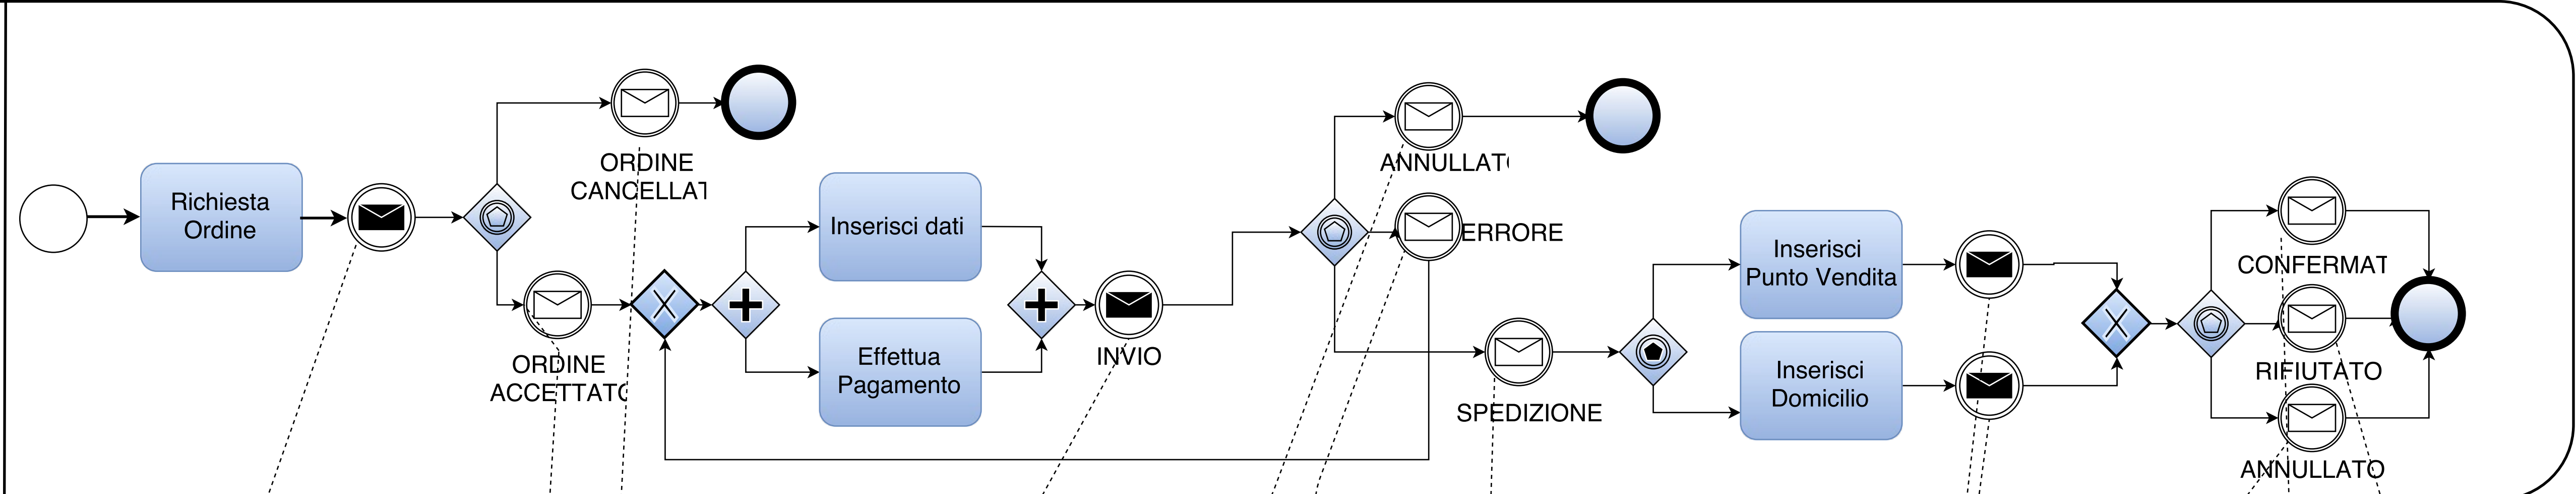 Richiesta
Ordine
ORDINE
CANCELLAT
ORDINE
ACCETTATO
Inserisci dati
Effettua
Pagamento
INVIO
ANNULLATO
ERRORE
SPEDIZIONE
Inserisci
Punto Vendita
Inserisci
Domicilio
CONFERMAT
RIFIUTATO
ANNULLATO